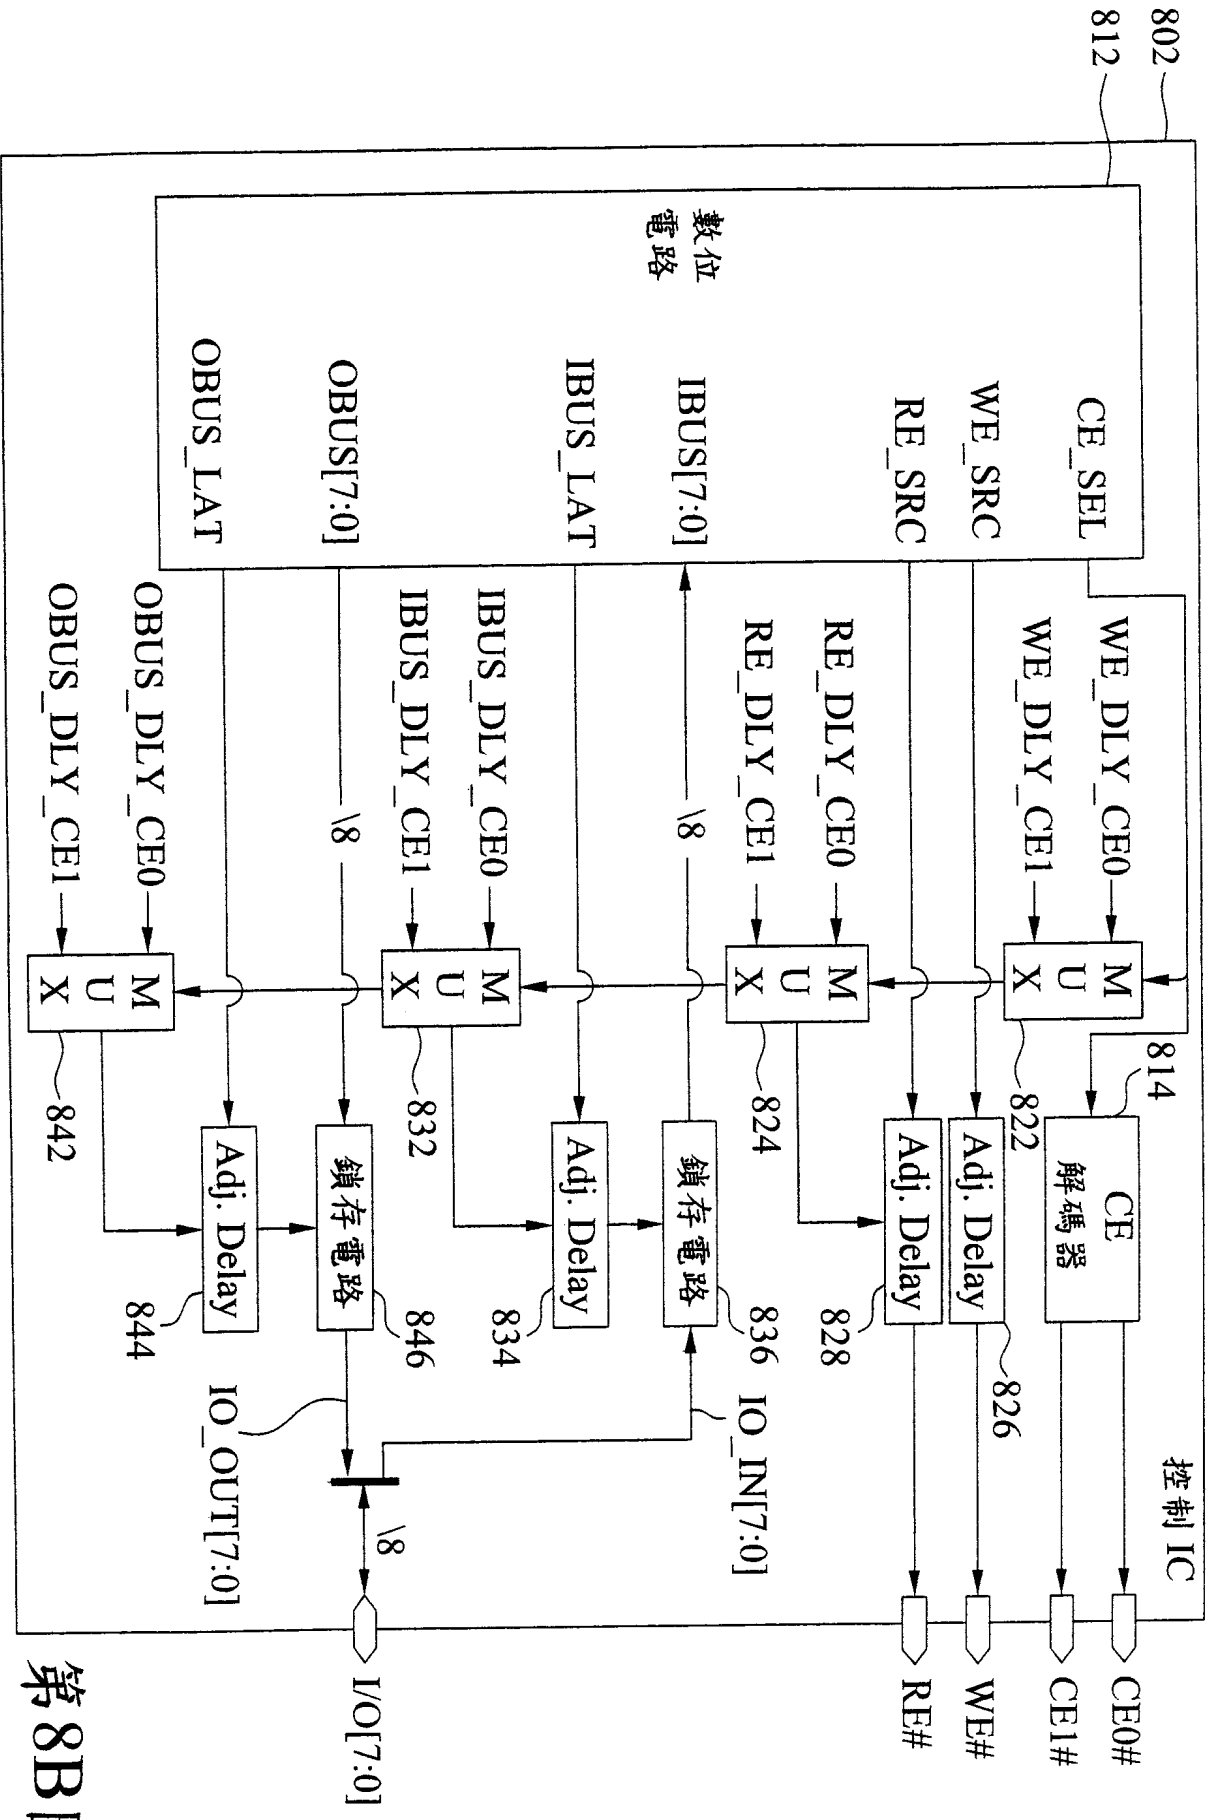 802
812
控制 IC
數位
電路
CE_SEL
WE_SRC
RE_SRC
IBUS[7:0]
IBUS_LAT
OBUS[7:0]
OBUS_LAT
WE_DLY_CE0
WE_DLY_CE1
RE_DLY_CE0
RE_DLY_CE1
IBUS_DLY_CE0
IBUS_DLY_CE1
OBUS_DLY_CE0
OBUS_DLY_CE1
\8
\8
M
U
X
822
M
U
X
824
M
U
X
832
M
U
X
842
814
CE
解碼器
Adj. Delay
826
Adj. Delay
828
鎖存電路
836
Adj. Delay
834
鎖存電路
846
Adj. Delay
844
IO_IN[7:0]
IO_OUT[7:0]
\8
CE0#
CE1#
WE#
RE#
I/O[7:0]
第 8B